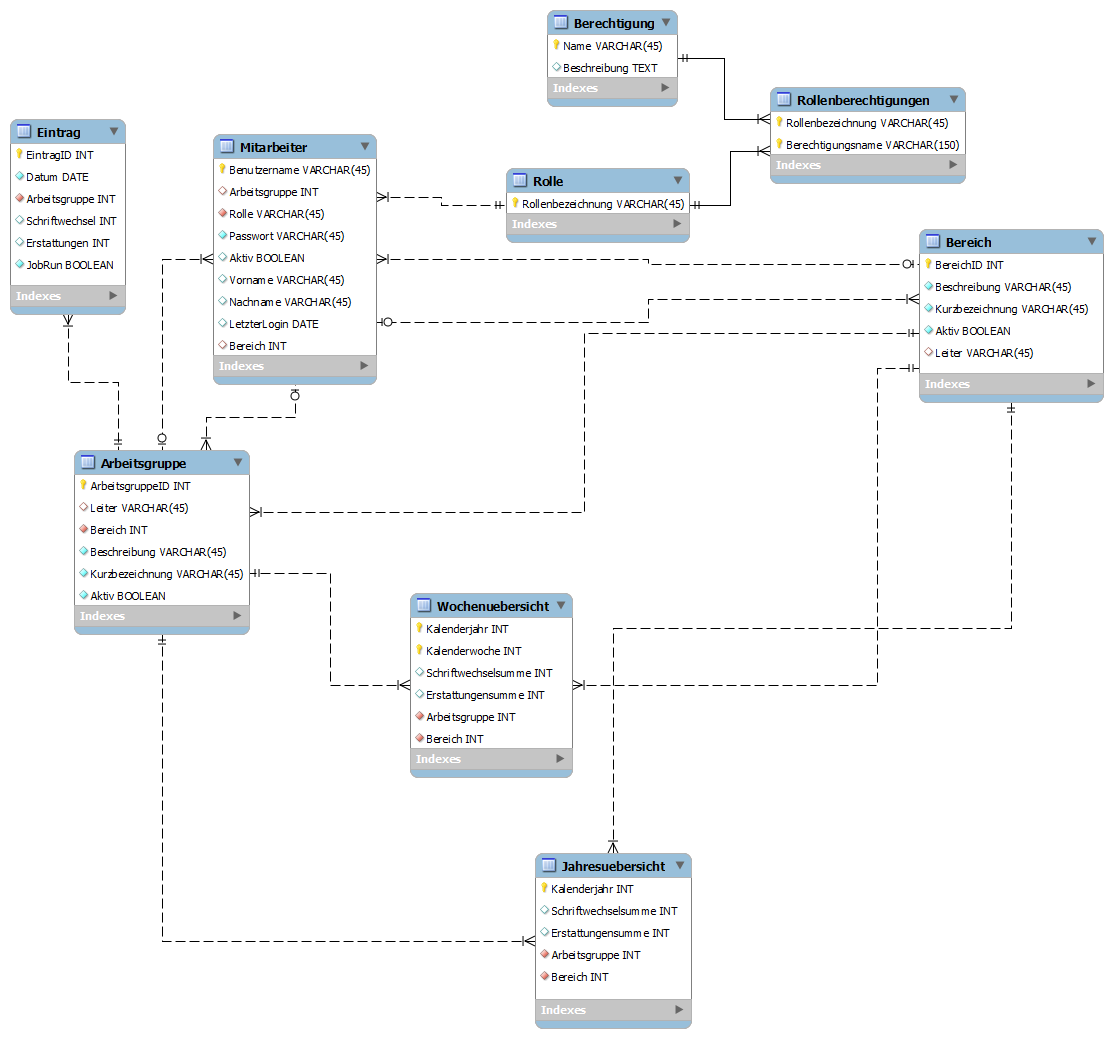 Berechtigung
Name VARCHAR(45)
Beschreibung TEXT
Indexes
Rollenberechtigungen
Rollenbezeichnung VARCHAR(45)
Berechtigungsname VARCHAR(150)
Indexes
Eintrag
EintragID INT
Datum DATE
Arbeitsgruppe INT
Schriftwechsel INT
Erstattungen INT
JobRun BOOLEAN
Indexes
Mitarbeiter
Benutzername VARCHAR(45)
Arbeitsgruppe INT
Rolle VARCHAR(45)
Passwort VARCHAR(45)
Aktiv BOOLEAN
Vorname VARCHAR(45)
Nachname VARCHAR(45)
LetzterLogin DATE
Bereich INT
Indexes
Rolle
Rollenbezeichnung VARCHAR(45)
Indexes
Bereich
BereichID INT
Beschreibung VARCHAR(45)
Kurzbezeichnung VARCHAR(45)
Aktiv BOOLEAN
Leiter VARCHAR(45)
Indexes
Arbeitsgruppe
ArbeitsgruppeID INT
Leiter VARCHAR(45)
Bereich INT
Beschreibung VARCHAR(45)
Kurzbezeichnung VARCHAR(45)
Aktiv BOOLEAN
Indexes
Wochenuebersicht
Kalenderjahr INT
Kalenderwoche INT
Schriftwechselsumme INT
Erstattungensumme INT
Arbeitsgruppe INT
Bereich INT
Indexes
Jahresuebersicht
Kalenderjahr INT
Schriftwechselsumme INT
Erstattungensumme INT
Arbeitsgruppe INT
Bereich INT
Indexes